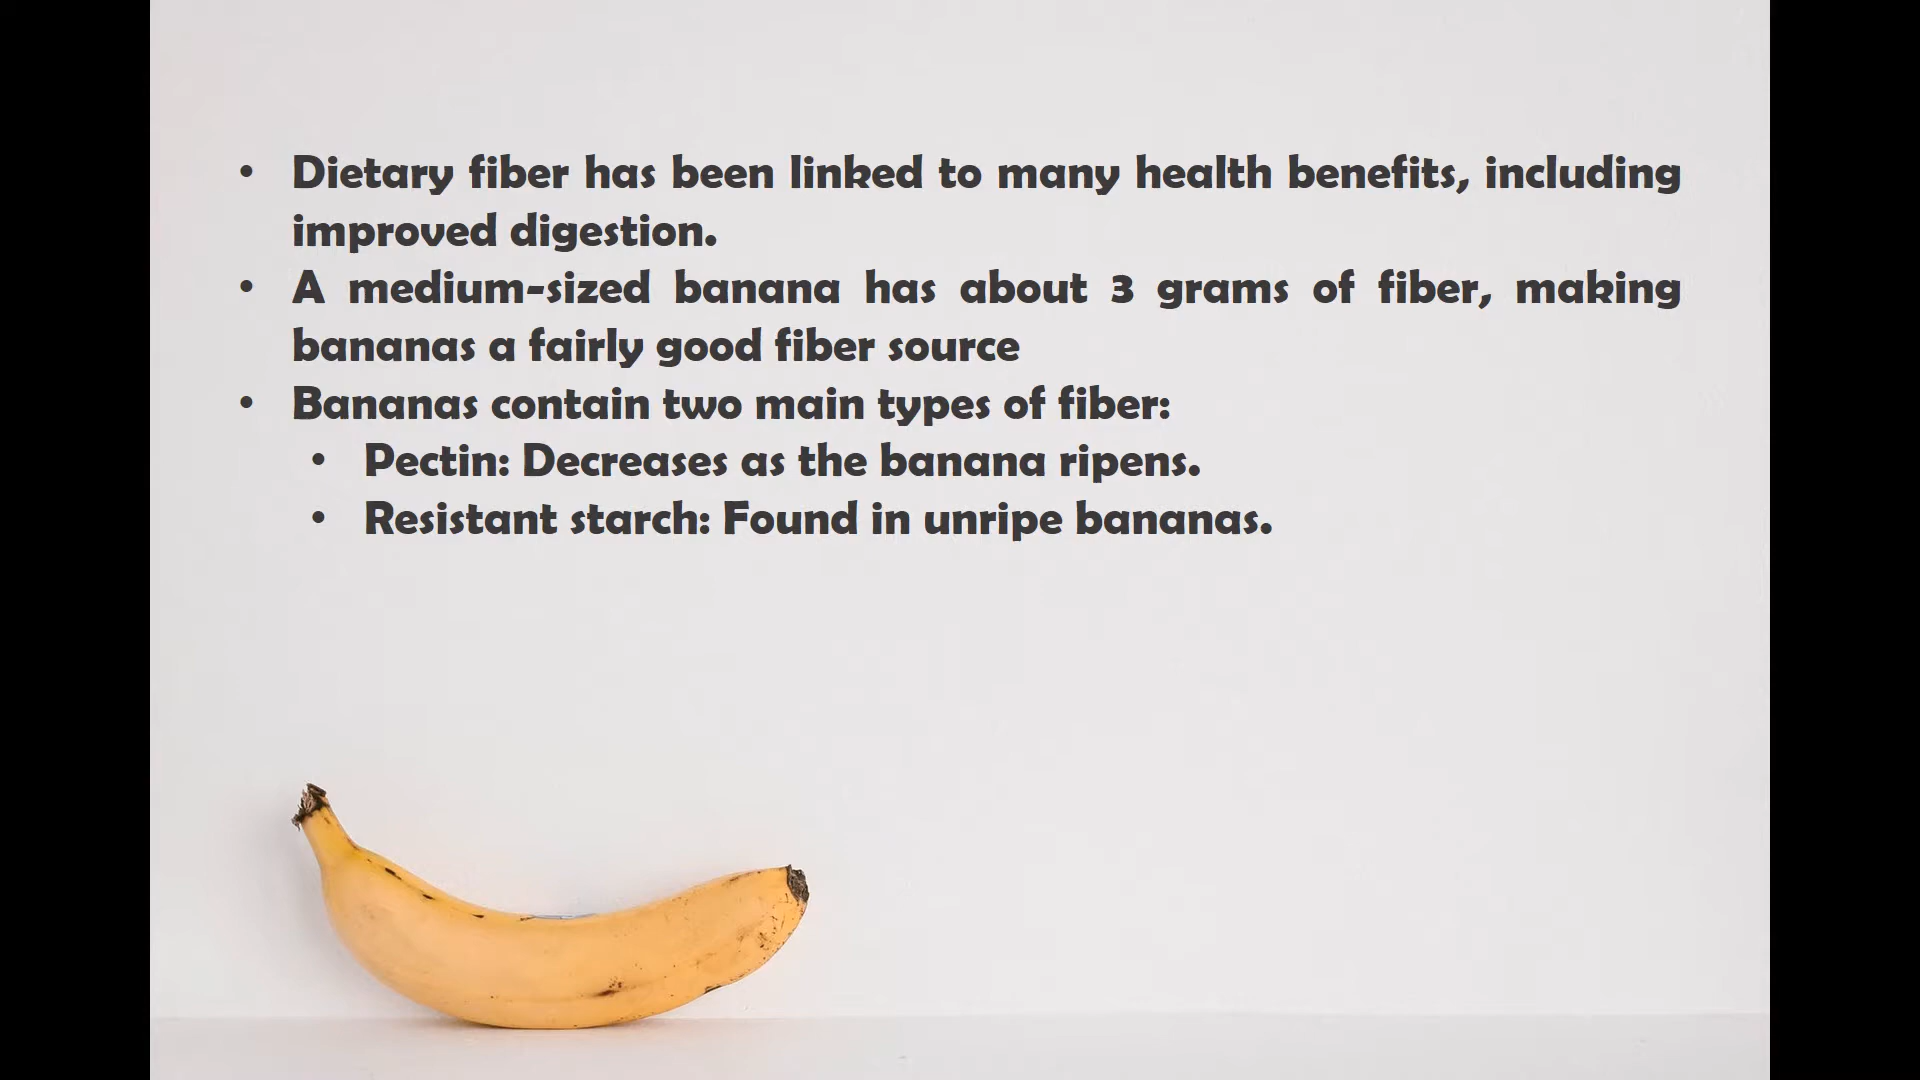 • Dietary fiber has been linked to many health benefits, including
improved digestion.
• A medium-sized banana has about 3 grams of fiber, making
bananas a fairly good fiber source
• Bananas contain two main types of fiber:
• Pectin: Decreases as the banana ripens.
• Resistant starch: Found in unripe bananas.